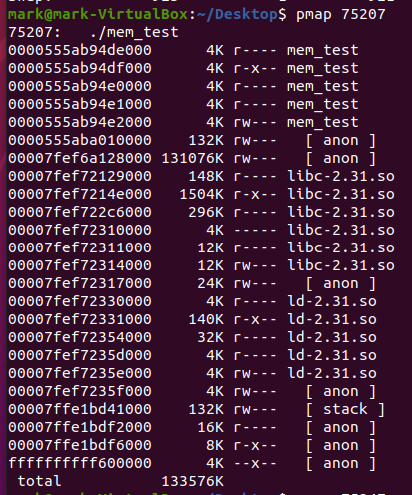 mark@mark-VirtualBox:~/Desktop$ pmap 75207
75207:   ./mem_test
0000555ab94de000      4K r---- mem_test
0000555ab94df000      4K r-x-- mem_test
0000555ab94e0000      4K r---- mem_test
0000555ab94e1000      4K r---- mem_test
0000555ab94e2000      4K rw--- mem_test
0000555aba010000    132K rw---   [ anon ]
00007fef6a128000 131076K rw---   [ anon ]
00007fef72129000    148K r---- libc-2.31.so
00007fef7214e000   1504K r-x-- libc-2.31.so
00007fef722c6000    296K r---- libc-2.31.so
00007fef72310000      4K ----- libc-2.31.so
00007fef72311000     12K r---- libc-2.31.so
00007fef72314000     12K rw--- libc-2.31.so
00007fef72317000     24K rw---   [ anon ]
00007fef72330000      4K r---- ld-2.31.so
00007fef72331000    140K r-x-- ld-2.31.so
00007fef72354000     32K r---- ld-2.31.so
00007fef7235d000      4K r---- ld-2.31.so
00007fef7235e000      4K rw--- ld-2.31.so
00007fef7235f000      4K rw---   [ anon ]
00007ffe1bd41000    132K rw---   [ stack ]
00007ffe1bdf2000     16K r----   [ anon ]
00007ffe1bdf6000      8K r-x--   [ anon ]
ffffffffff600000      4K --x--   [ anon ]
 total           133576K